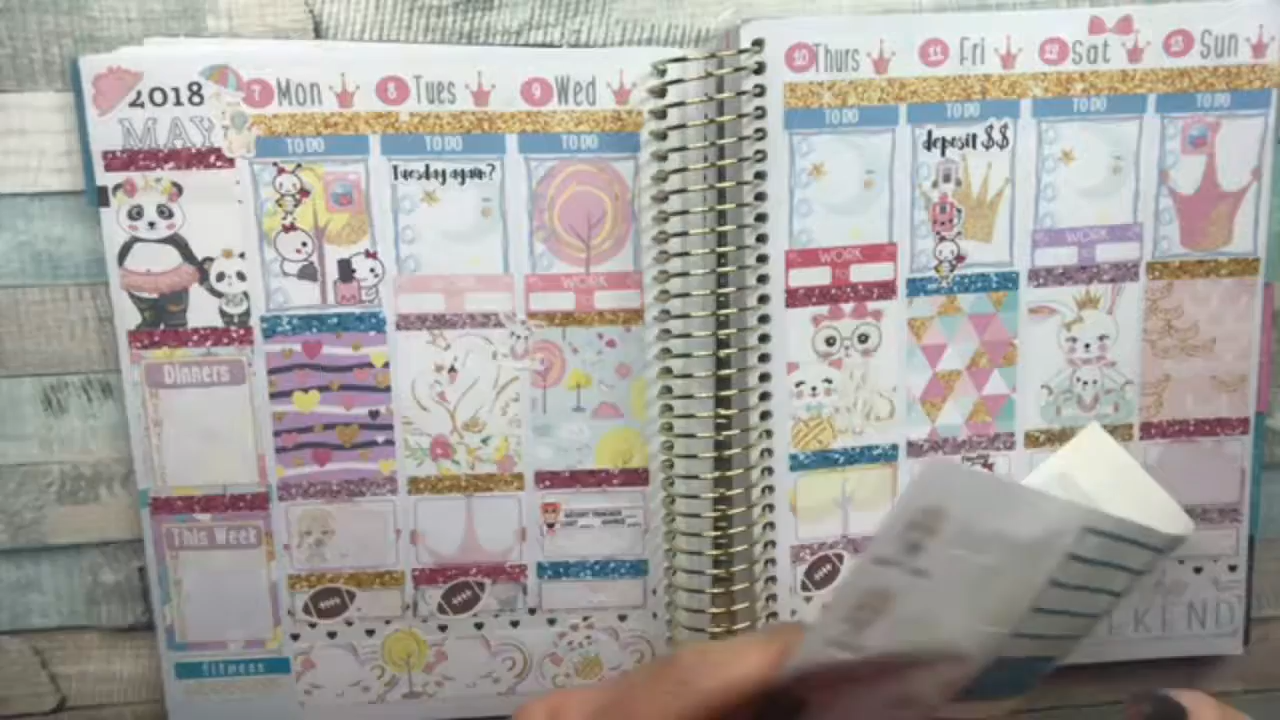 2018
MAY
7 Mon
8 Tues
9 Wed
10 Thurs
11 Fri
12 Sat
13 Sun
TO DO
TO DO
TO DO
TO DO
TO DO
TO DO
TO DO
Tuesday again?
deposit $$
WORK
WORK
TO
WORK
Dinners
This Week
fitness